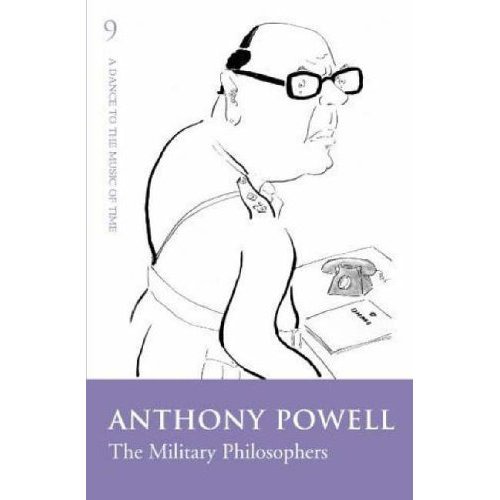 9
A DANCE TO THE MUSIC OF TIME
ANTHONY POWELL
The Military Philosophers